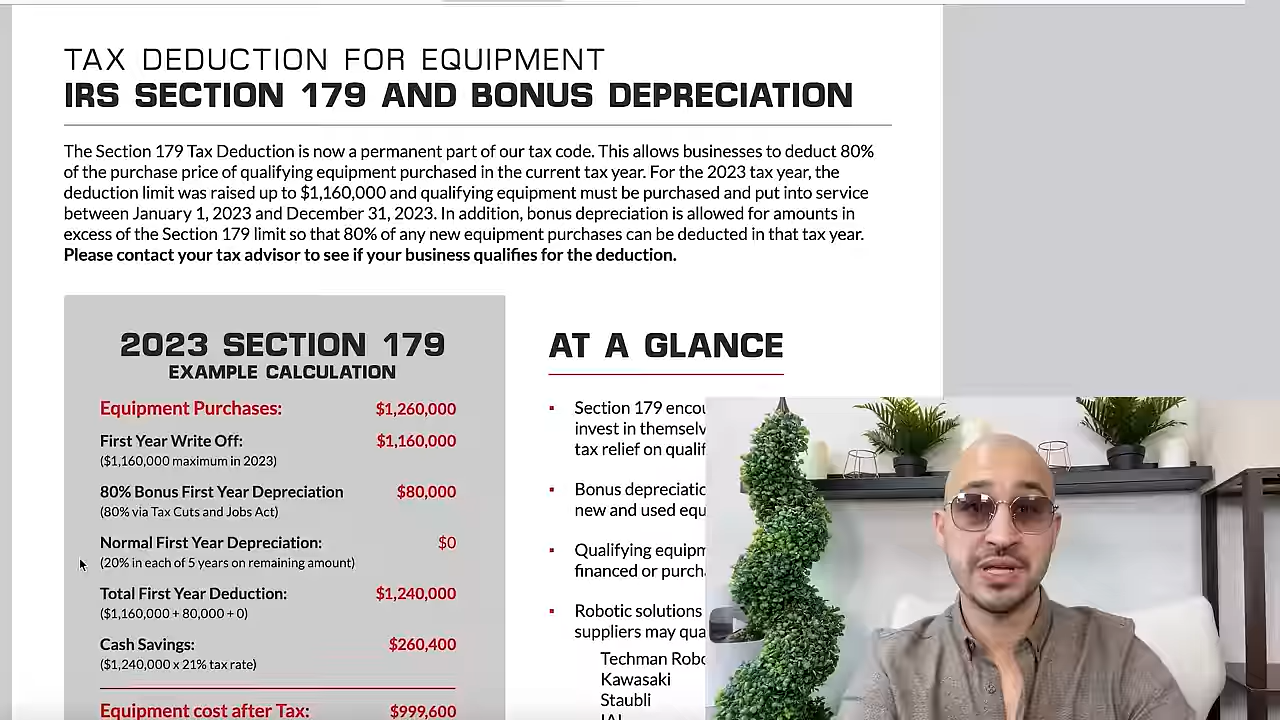 TAX DEDUCTION FOR EQUIPMENT
IRS SECTION 179 AND BONUS DEPRECIATION
The Section 179 Tax Deduction is now a permanent part of our tax code. This allows businesses to deduct 80%
of the purchase price of qualifying equipment purchased in the current tax year. For the 2023 tax year, the
deduction limit was raised up to $1,160,000 and qualifying equipment must be purchased and put into service
between January 1, 2023 and December 31, 2023. In addition, bonus depreciation is allowed for amounts in
excess of the Section 179 limit so that 80% of any new equipment purchases can be deducted in that tax year.
Please contact your tax advisor to see if your business qualifies for the deduction.
2023 SECTION 179
EXAMPLE CALCULATION
Equipment Purchases: $1,260,000
First Year Write Off: $1,160,000
($1,160,000 maximum in 2023)
80% Bonus First Year Depreciation $80,000
(80% via Tax Cuts and Jobs Act)
Normal First Year Depreciation: $0
(20% in each of 5 years on remaining amount)
Total First Year Deduction: $1,240,000
($1,160,000 + 80,000 + 0)
Cash Savings: $260,400
($1,240,000 x 21% tax rate)
Equipment cost after Tax: $999,600
AT A GLANCE
Section 179
invest in
tax relief on
Bonus
new and used
Qualifying
financed or
Robotic solutions
suppliers may
Techman
Kawasaki
Staubli